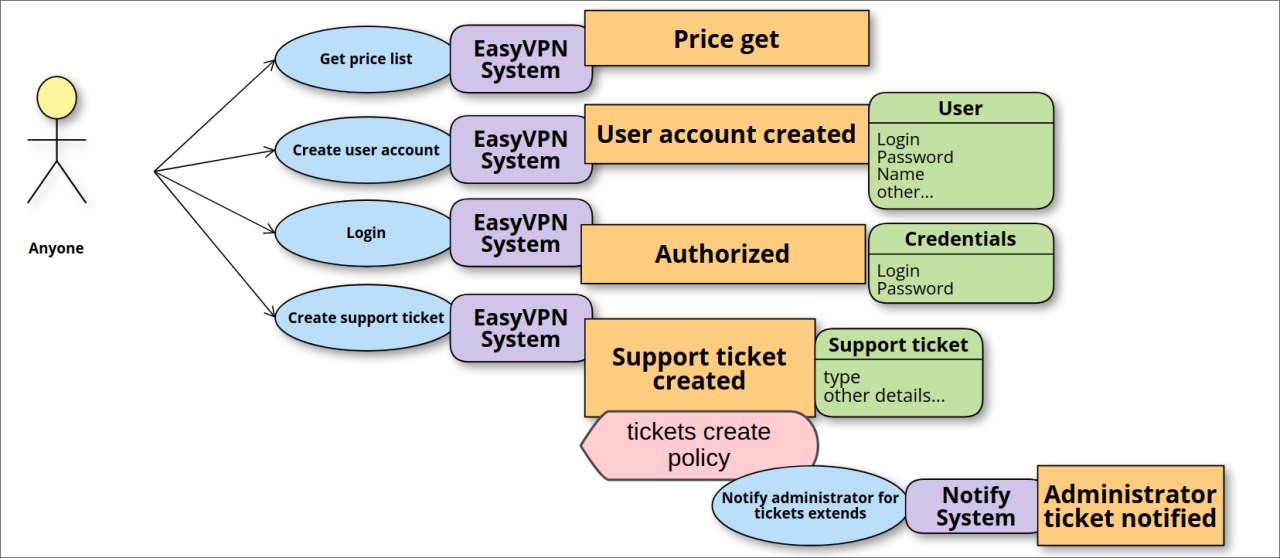 Anyone
Get price list
EasyVPN
System
Price get
Create user account
EasyVPN
System
User account created
User
Login
Password
Name
other...
Login
EasyVPN
System
Authorized
Credentials
Login
Password
Create support ticket
EasyVPN
System
Support ticket
created
Support ticket
type
other details...
tickets create
policy
Notify administrator for
tickets extends
Notify
System
Administrator
ticket notified